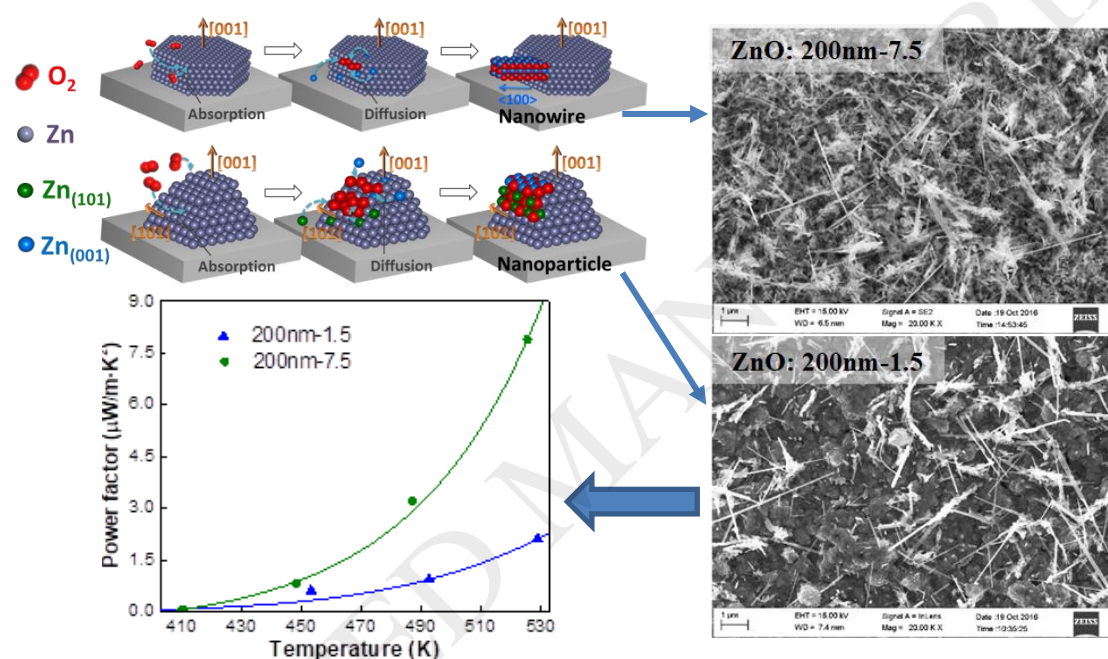 [001]
[001]
[001]
O₂
Absorption
Diffusion
<100>
Nanowire
Zn
[001]
[001]
[001]
Zn(101)
[101]
[101]
[101]
Zn(001)
Absorption
Diffusion
Nanoparticle
ZnO: 200nm-7.5
1 µm
EHT = 15.00 kV
Signal A = SE2
Date :19 Oct 2016
WD = 6.5 mm
Mag = 20.00 K X
Time :14:53:45
ZEISS
ZnO: 200nm-1.5
1 µm
EHT = 15.00 kV
Signal A = InLens
Date :19 Oct 2016
WD = 7.4 mm
Mag = 20.00 K X
Time :10:35:25
ZEISS
9.0
7.5
6.0
4.5
3.0
1.5
0.0
Power factor (μW/m·K²)
200nm-1.5
200nm-7.5
410 430 450 470 490 510 530
Temperature (K)